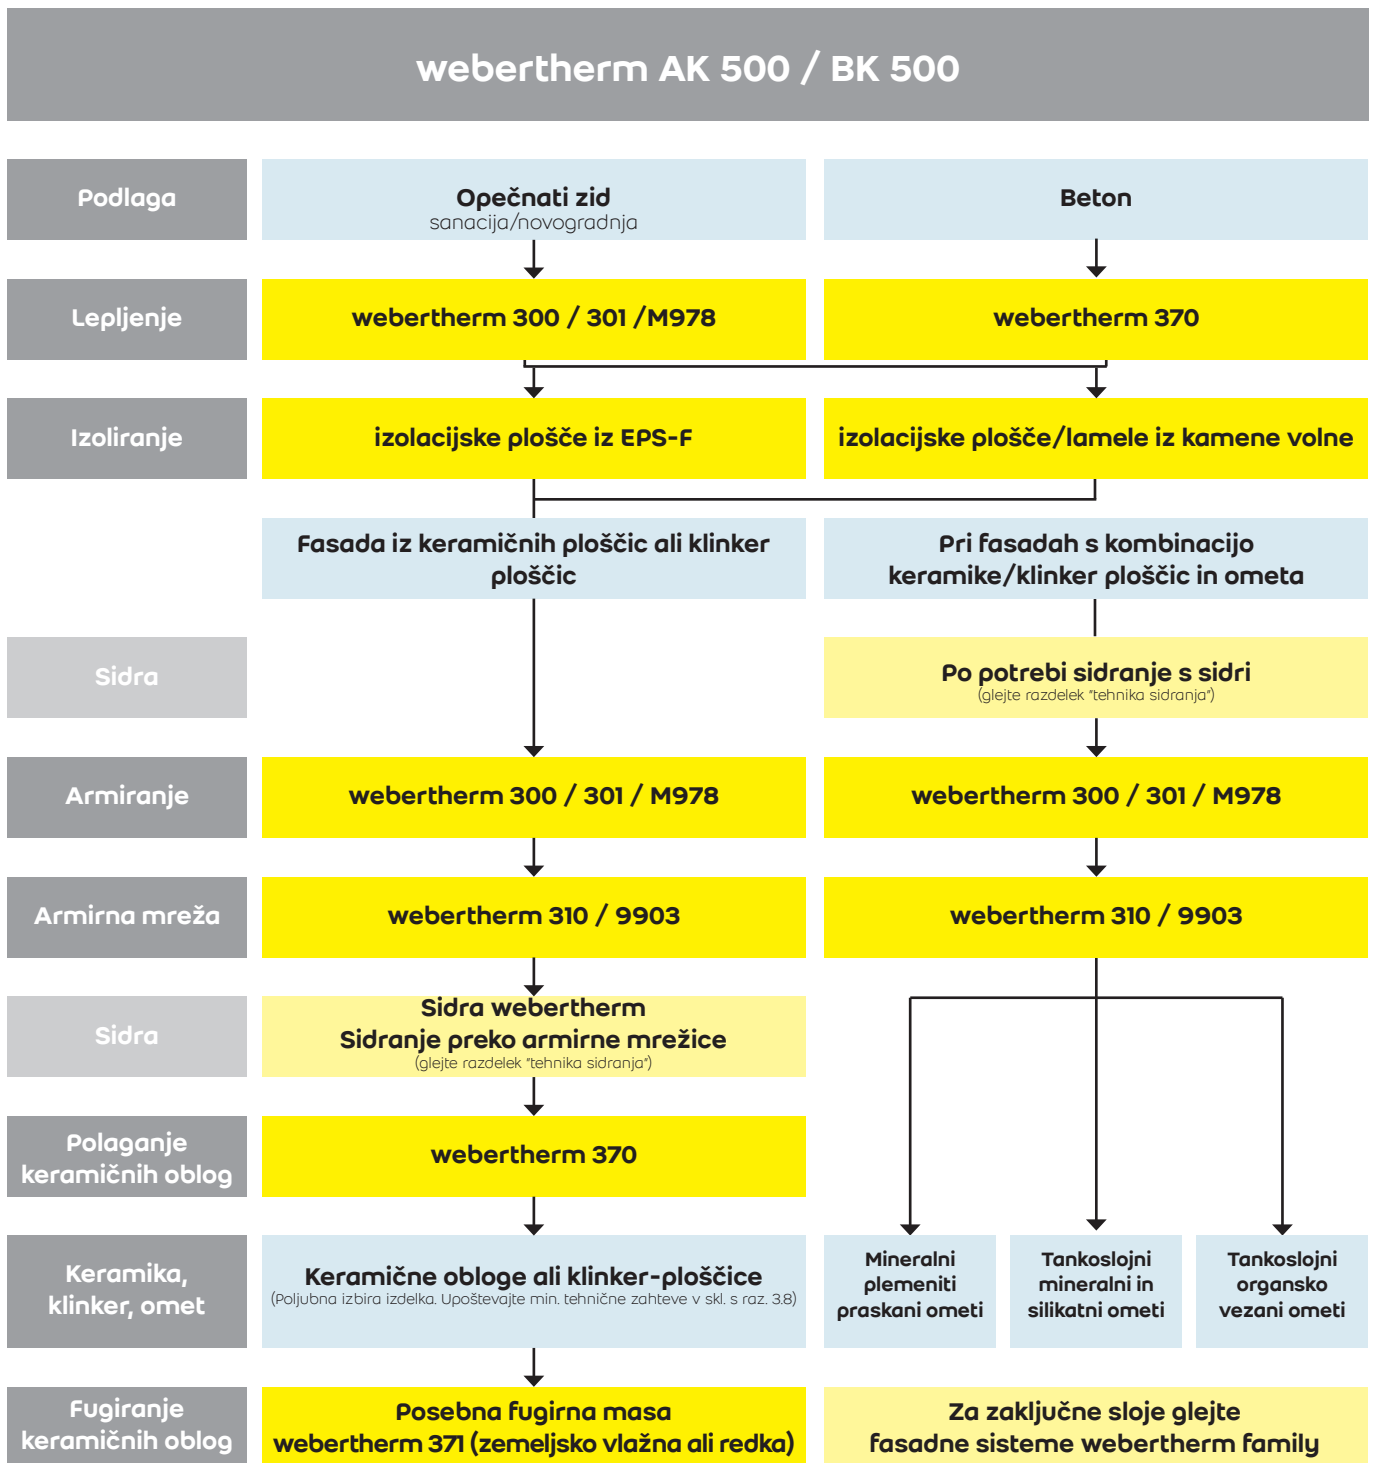 webertherm AK 500 / BK 500
Podlaga
Opečnati zid
sanacija/novogradnja
Beton
Lepljenje
webertherm 300 / 301 /M978
webertherm 370
Izoliranje
izolacijske plošče iz EPS-F
izolacijske plošče/lamele iz kamene volne
Fasada iz keramičnih ploščic ali klinker
ploščic
Pri fasadah s kombinacijo
keramike/klinker ploščic in ometa
Sidra
Po potrebi sidranje s sidri
(glejte razdelek "tehnika sidranja")
Armiranje
webertherm 300 / 301 / M978
webertherm 300 / 301 / M978
Armirna mreža
webertherm 310 / 9903
webertherm 310 / 9903
Sidra
Sidra webertherm
Sidranje preko armirne mrežice
(glejte razdelek "tehnika sidranja")
Polaganje
keramičnih oblog
webertherm 370
Keramika,
klinker, omet
Keramične obloge ali klinker-ploščice
(Poljubna izbira izdelka. Upoštevajte min. tehnične zahteve v skl. s raz. 3.8)
Mineralni
plemeniti
praskani ometi
Tankoslojni
mineralni in
silikatni ometi
Tankoslojni
organsko
vezani ometi
Fugiranje
keramičnih oblog
Posebna fugirna masa
webertherm 371 (zemeljsko vlažna ali redka)
Za zaključne sloje glejte
fasadne sisteme webertherm family